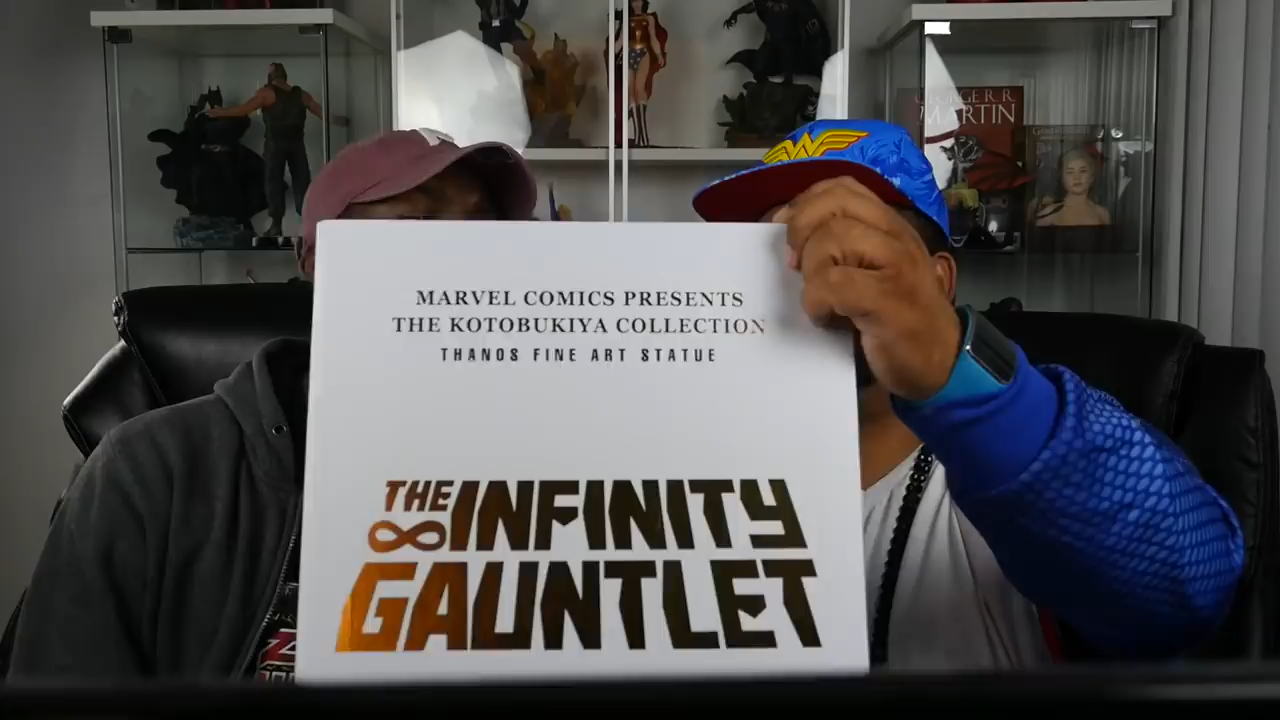 GEORGE R. R.
MARTIN
MARVEL COMICS PRESENTS
THE KOTOBUKIYA COLLECTION
THANOS FINE ART STATUE
THE INFINITY
GAUNTLET